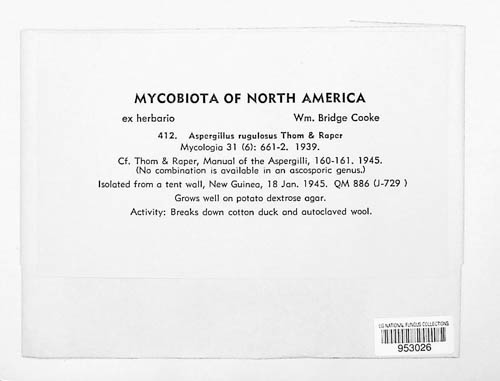 MYCOBIOTA OF NORTH AMERICA
ex herbario Wm. Bridge Cooke
412. Aspergillus rugulosus Thom & Raper
Mycologia 31 (6): 661-2. 1939.
Cf. Thom & Raper, Manual of the Aspergilli, 160-161. 1945.
(No combination is available in an ascosporic genus.)
Isolated from a tent wall, New Guinea, 18 Jan. 1945. QM 886 (J-729 )
Grows well on potato dextrose agar.
Activity: Breaks down cotton duck and autoclaved wool.
US NATIONAL FUNGUS COLLECTIONS
953026